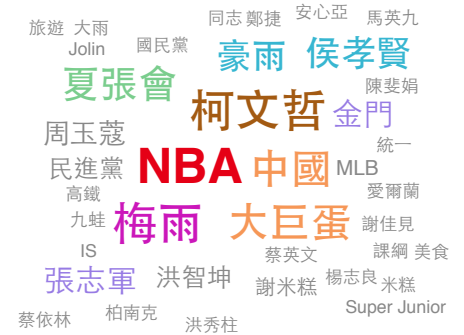 同志 鄭捷 安心亞 馬英九
旅遊 大雨
Jolin 國民黨 豪雨 侯孝賢
夏張會 陳斐娟
柯文哲 金門
周玉蔻 統一
民進黨 NBA 中國 MLB
高鐵 愛爾蘭
九蛙 梅雨 大巨蛋 謝佳見
IS 蔡英文 課綱 美食
張志軍 洪智坤 謝米糕 楊志良 米糕
Super Junior
蔡依林 柏南克 洪秀柱